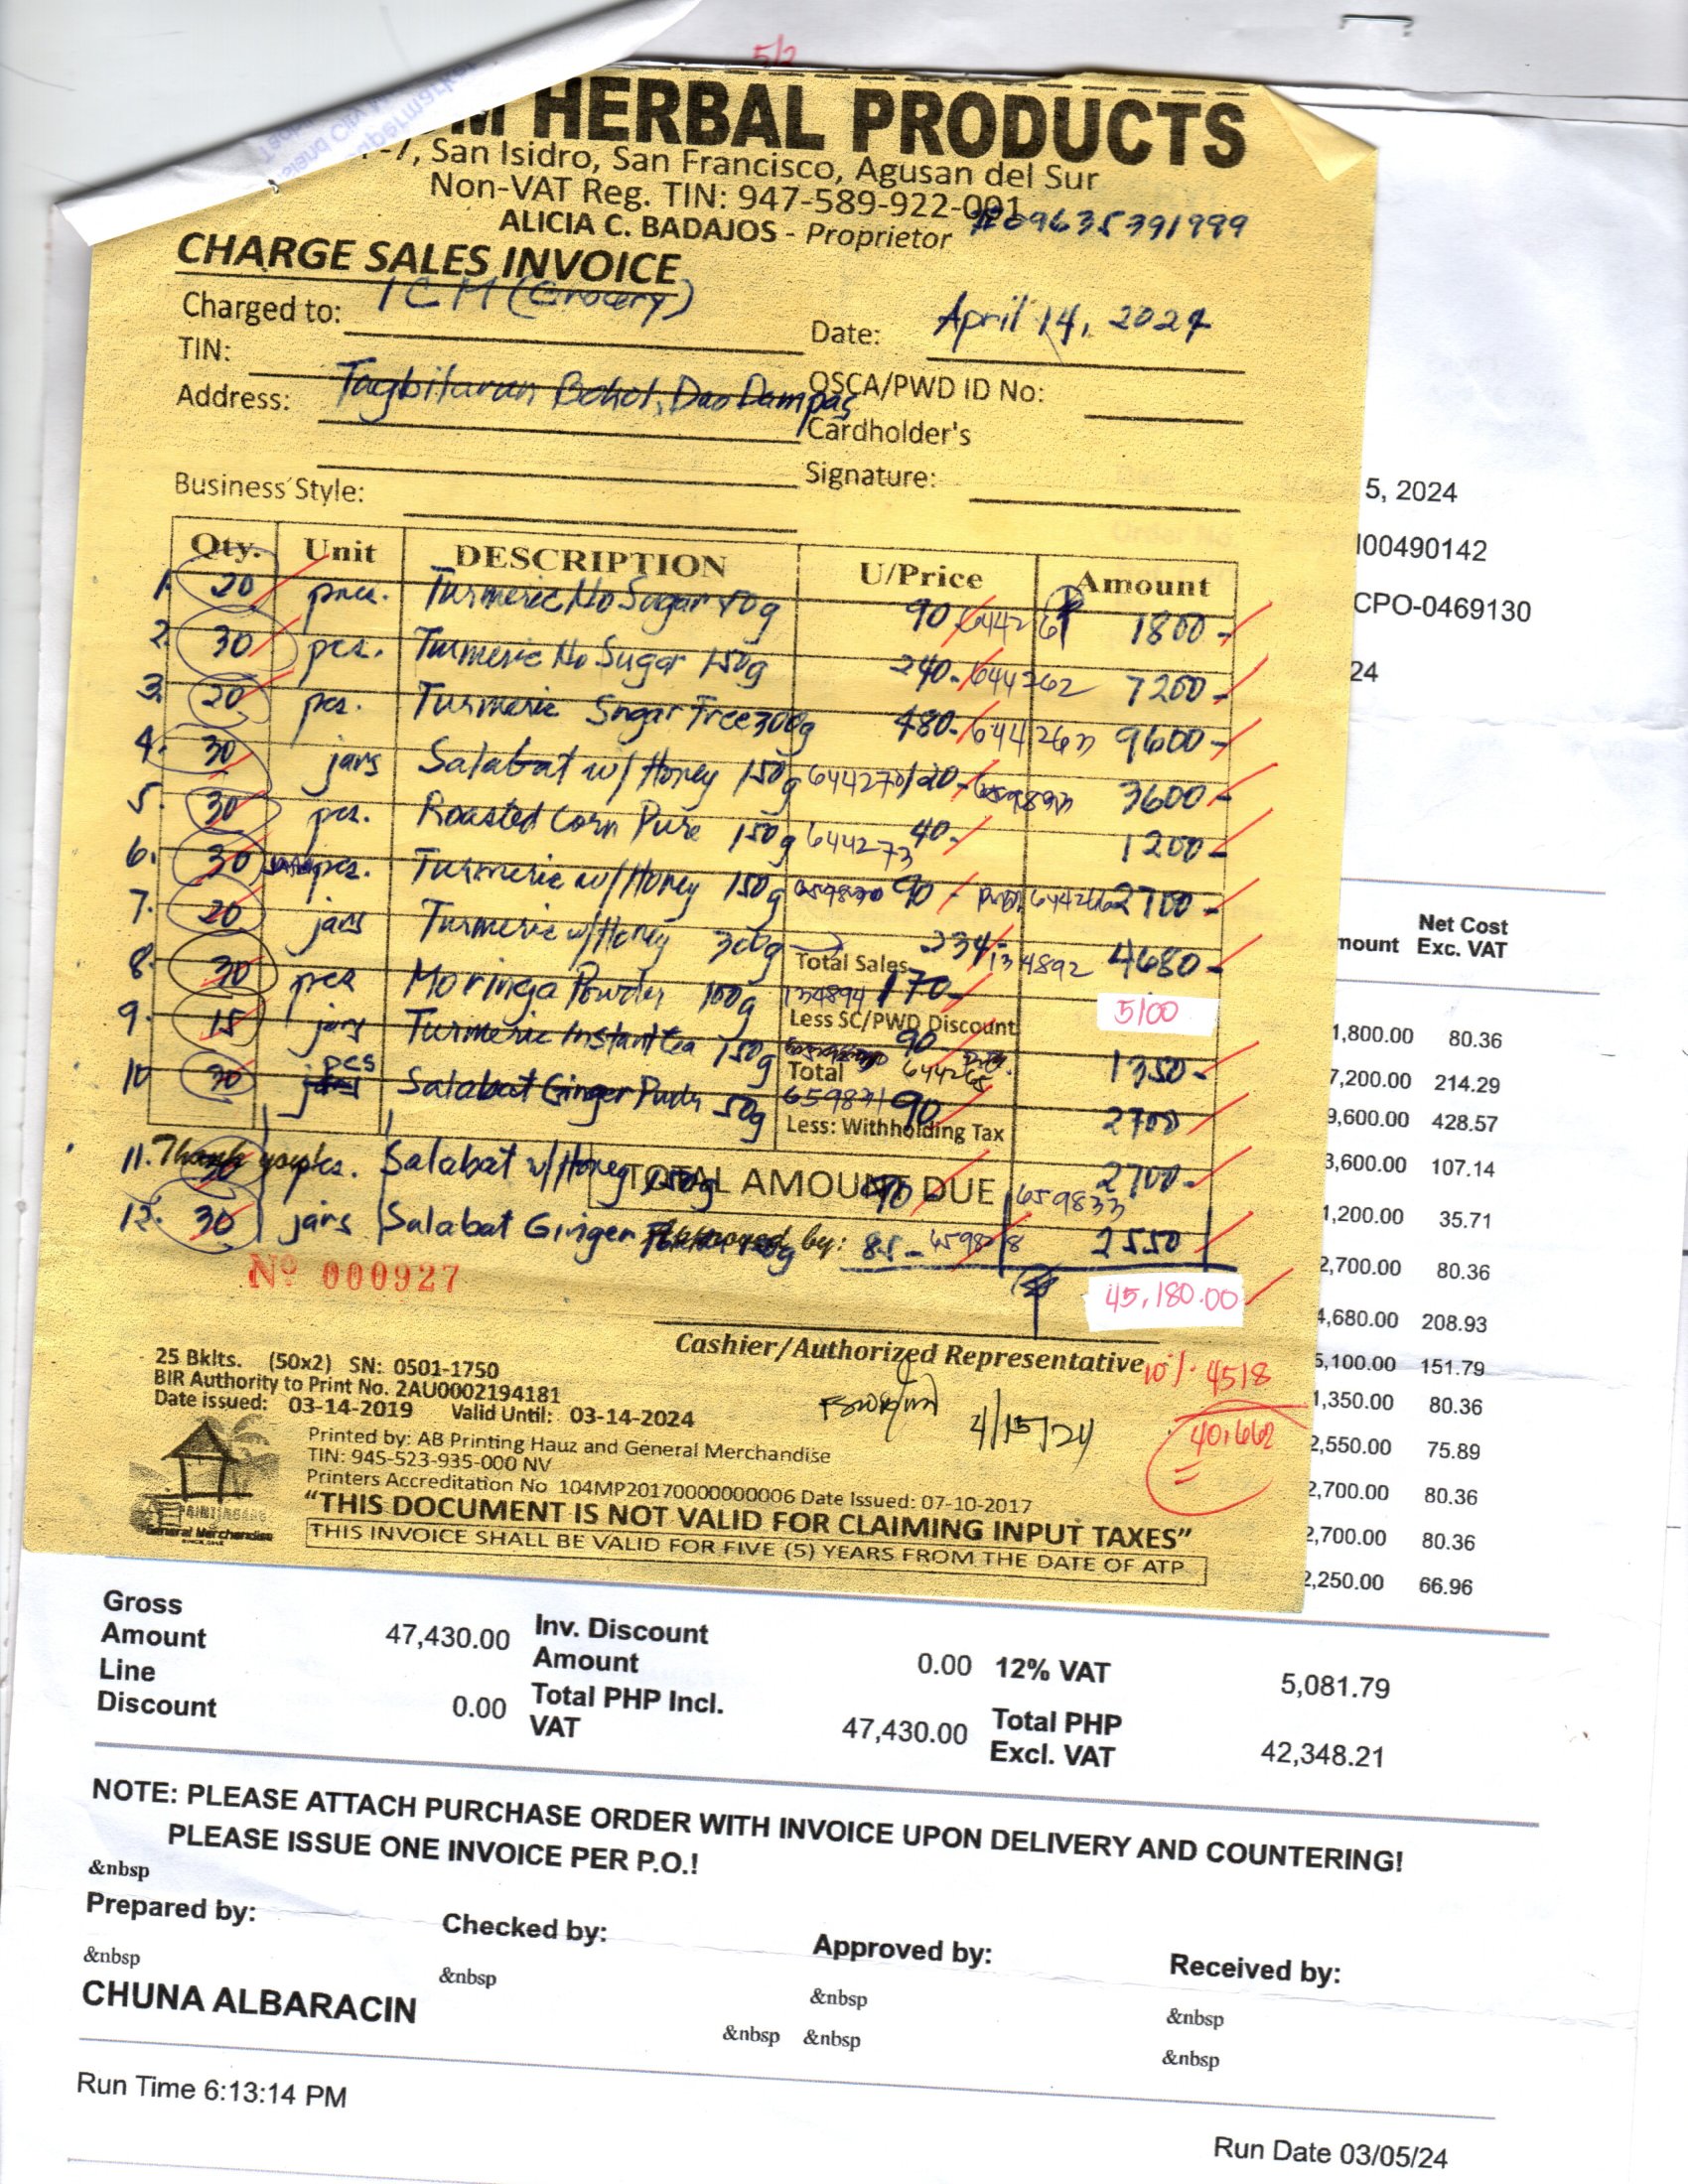 5/2
HERBAL PRODUCTS
-7, San Isidro, San Francisco, Agusan del Sur
Non-VAT Reg. TIN: 947-589-922-001
ALICIA C. BADAJOS - Proprietor #09635391999
CHARGE SALES INVOICE
Charged to: ICM (Grocery)
Date: April 14, 2024
TIN:
OSCA/PWD ID No:
Address: Tagbilaran Bohol, Dao Dampas
Cardholder's
Signature:
Business Style:
5, 2024
I00490142
CPO-0469130
24
Qty. Unit DESCRIPTION U/Price Amount
1. 20 pcs. Turmeric No Sugar 50g 90 644261 1800-
2. 30 pcs. Turmeric No Sugar 150g 240- 644262 7200-
3. 20 pcs. Turmeric Sugar Free 300g 480- 644263 9600-
4. 30 jars Salabat w/ Honey 150g 644270 120- 3600-
5. 30 pcs. Roasted Corn Pure 150g 644273 40- 1200-
6. 30 pcs. Turmeric w/ Honey 150g 90- 2700-
7. 20 jars Turmeric w/ Honey 300g 234- 134892 4680-
Total Sales
8. 30 pcs Moringa Powder 100g 134894 170- 5100
Less SC/PWD Discount
9. 15 jars Turmeric Instant tea 150g 90 644265 1350-
Total
10 30 pcs Salabat Ginger 50g 659831 90 2700
Less: Withholding Tax
11. 30 pcs. Salabat w/ Honey 150g 90 659833 2700-
Thank you
TOTAL AMOUNT DUE
12. 30 jars Salabat Ginger 85- 2550
by:
Nº 000927
45,180.00
Cashier/Authorized Representative
10% 4518
40,662
4/15/24
25 Bklts. (50x2) SN: 0501-1750
BIR Authority to Print No. 2AU0002194181
Date issued: 03-14-2019 Valid Until: 03-14-2024
Printed by: AB Printing Hauz and General Merchandise
TIN: 945-523-935-000 NV
Printers Accreditation No 104MP20170000000006 Date Issued: 07-10-2017
"THIS DOCUMENT IS NOT VALID FOR CLAIMING INPUT TAXES"
THIS INVOICE SHALL BE VALID FOR FIVE (5) YEARS FROM THE DATE OF ATP
General Merchandise
mount Net Cost Exc. VAT
1,800.00 80.36
7,200.00 214.29
9,600.00 428.57
3,600.00 107.14
1,200.00 35.71
2,700.00 80.36
4,680.00 208.93
5,100.00 151.79
1,350.00 80.36
2,550.00 75.89
2,700.00 80.36
2,700.00 80.36
2,250.00 66.96
Gross Amount 47,430.00 Inv. Discount Amount 0.00 12% VAT 5,081.79
Line Discount 0.00 Total PHP Incl. VAT 47,430.00 Total PHP Excl. VAT 42,348.21
NOTE: PLEASE ATTACH PURCHASE ORDER WITH INVOICE UPON DELIVERY AND COUNTERING!
PLEASE ISSUE ONE INVOICE PER P.O.!
&nbsp
Prepared by: Checked by: Approved by: Received by:
&nbsp &nbsp &nbsp &nbsp
CHUNA ALBARACIN
&nbsp &nbsp &nbsp
Run Time 6:13:14 PM
Run Date 03/05/24